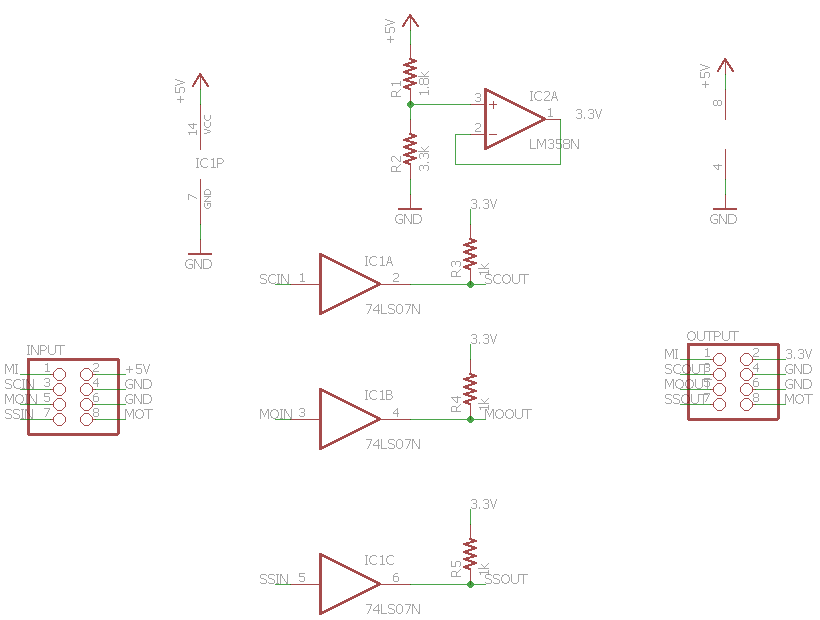 +5V
R1
1.8k
3
+
IC2A
1
3.3V
2
−
LM358N
R2
3.3k
GND
+5V
14
VCC
IC1P
7
GND
GND
+5V
8
4
GND
3.3V
R3
1K
SCIN
1
IC1A
2
SCOUT
74LS07N
3.3V
R4
1K
MOIN
3
IC1B
4
MOOUT
74LS07N
3.3V
R5
1K
SSIN
5
IC1C
6
SSOUT
74LS07N
INPUT
MI 1 2 +5V
SCIN 3 4 GND
MOIN 5 6 GND
SSIN 7 8 MOT
OUTPUT
MI 1 2 3.3V
SCOUT 3 4 GND
MOOUT 5 6 GND
SSOUT 7 8 MOT